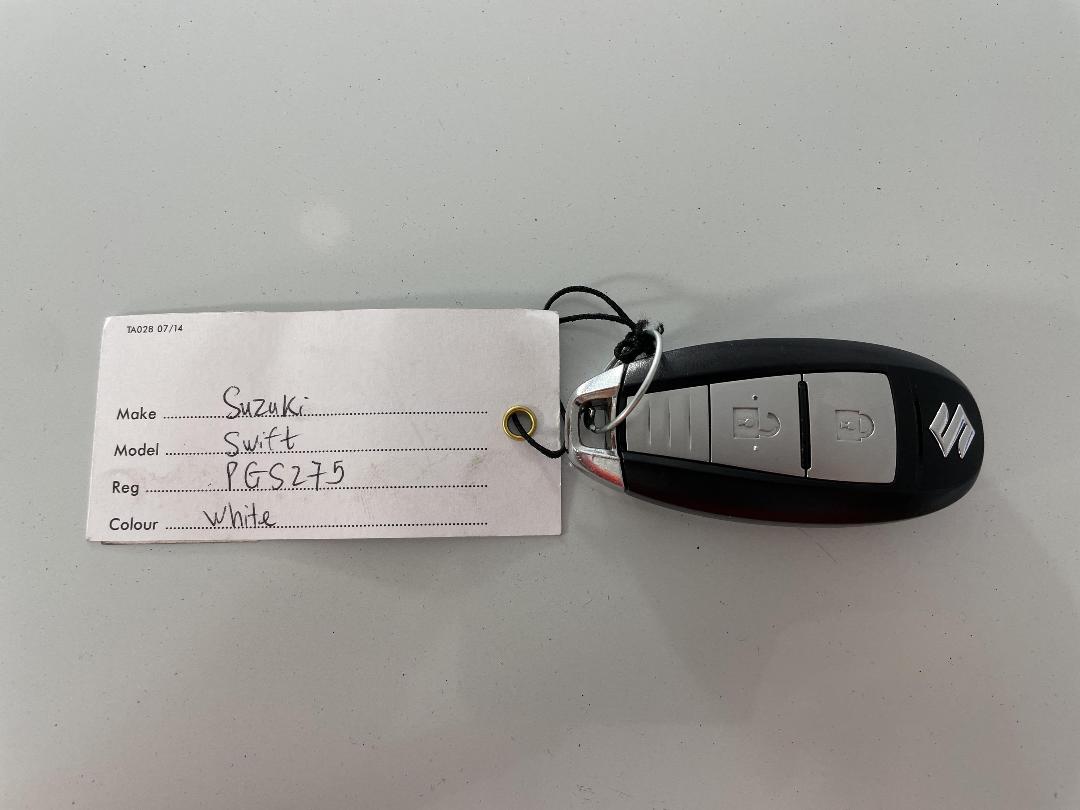 TA028 07/14
Make ........ Suzuki
Model ........ Swift
Reg ........ PGS275
Colour ........ White